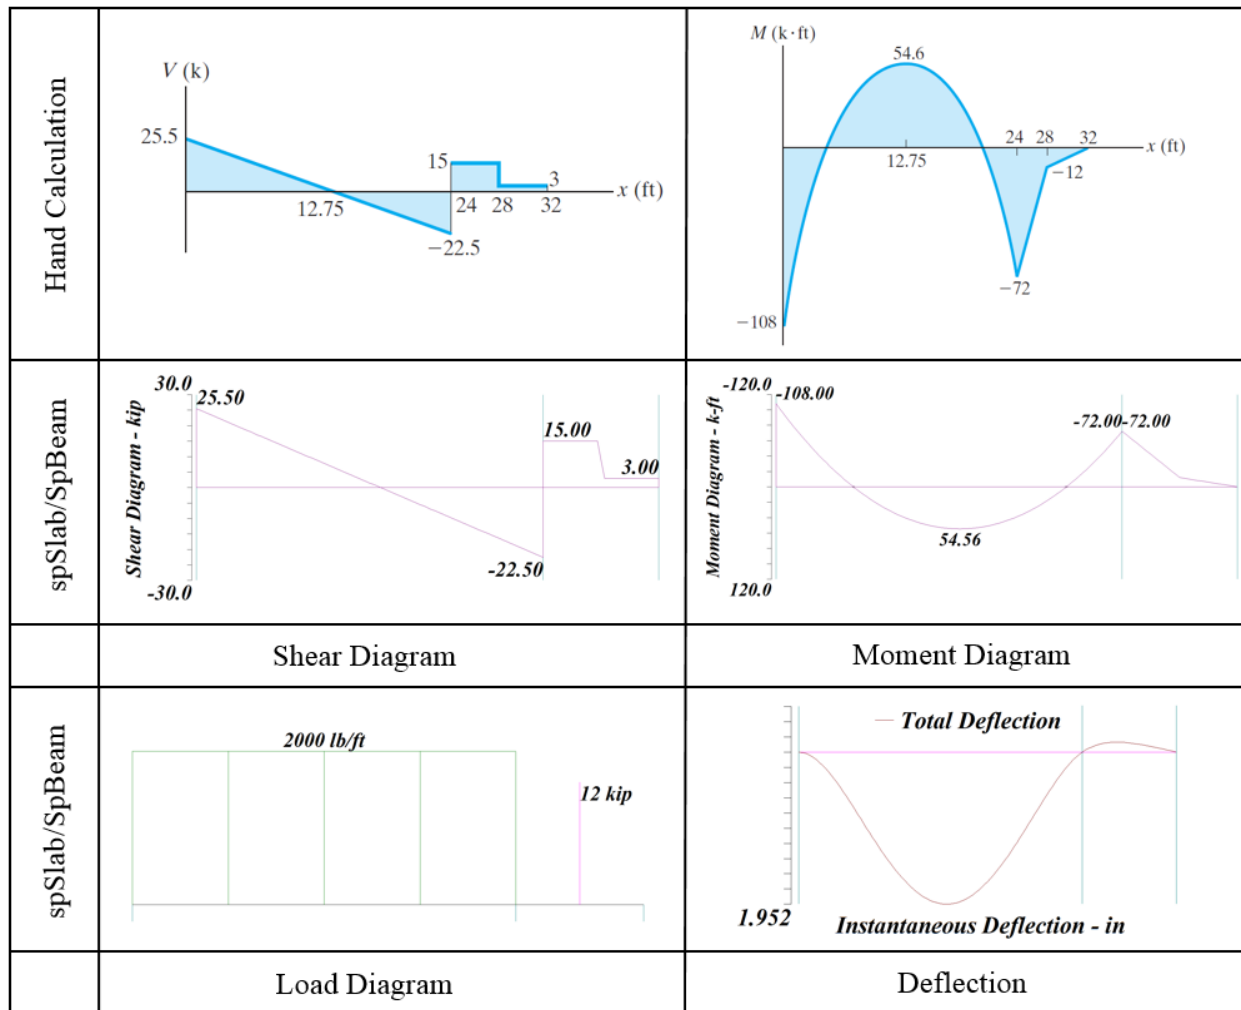 Hand Calculation
V (k)
25.5
15
3
12.75
24
28
32
x (ft)
−22.5
M (k·ft)
54.6
24
28
32
x (ft)
12.75
−12
−72
−108
spSlab/SpBeam
Shear Diagram - kip
30.0
25.50
15.00
3.00
-22.50
-30.0
Moment Diagram - k-ft
-120.0
-108.00
-72.00
-72.00
54.56
120.0
Shear Diagram
Moment Diagram
spSlab/SpBeam
2000 lb/ft
12 kip
Total Deflection
1.952
Instantaneous Deflection - in
Load Diagram
Deflection